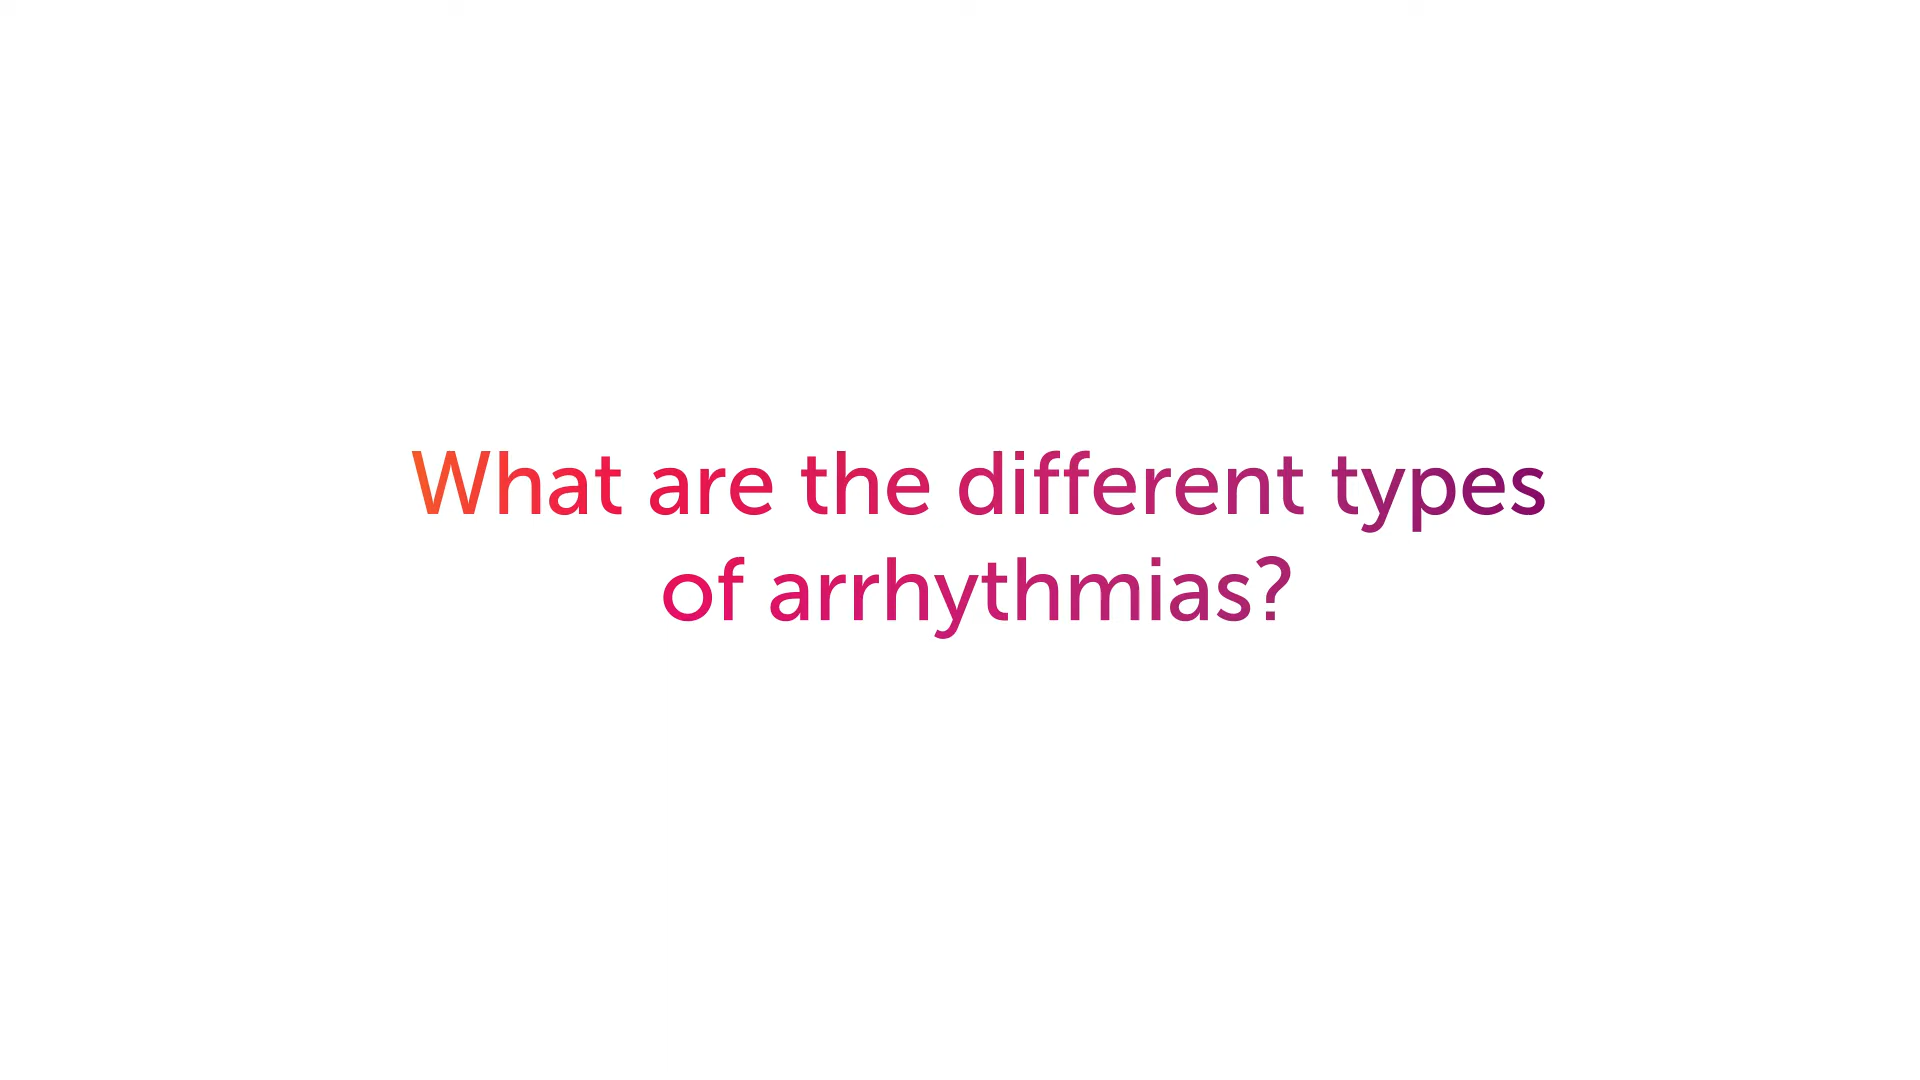 What are the different types
of arrhythmias?